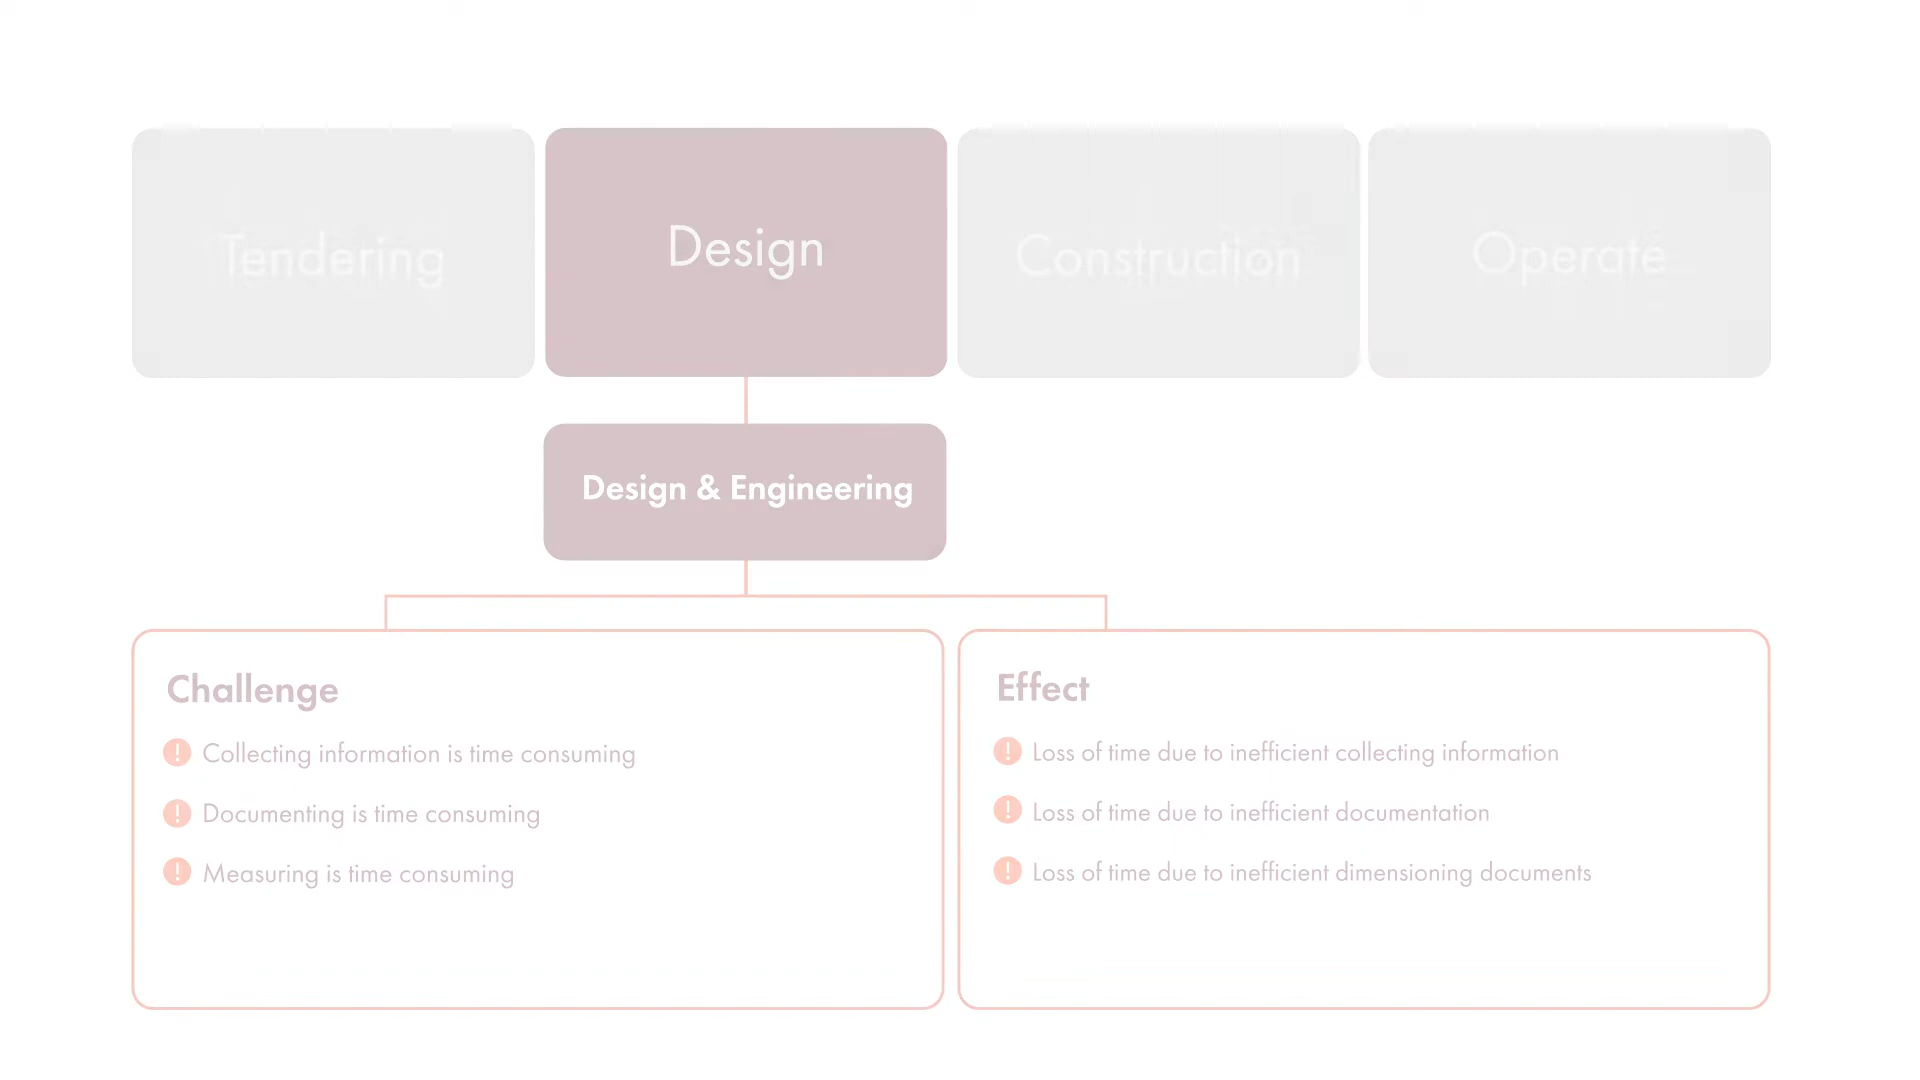 Tendering
Design
Construction
Operate
Design & Engineering
Challenge
Collecting information is time consuming
Documenting is time consuming
Measuring is time consuming
Effect
Loss of time due to inefficient collecting information
Loss of time due to inefficient documentation
Loss of time due to inefficient dimensioning documents